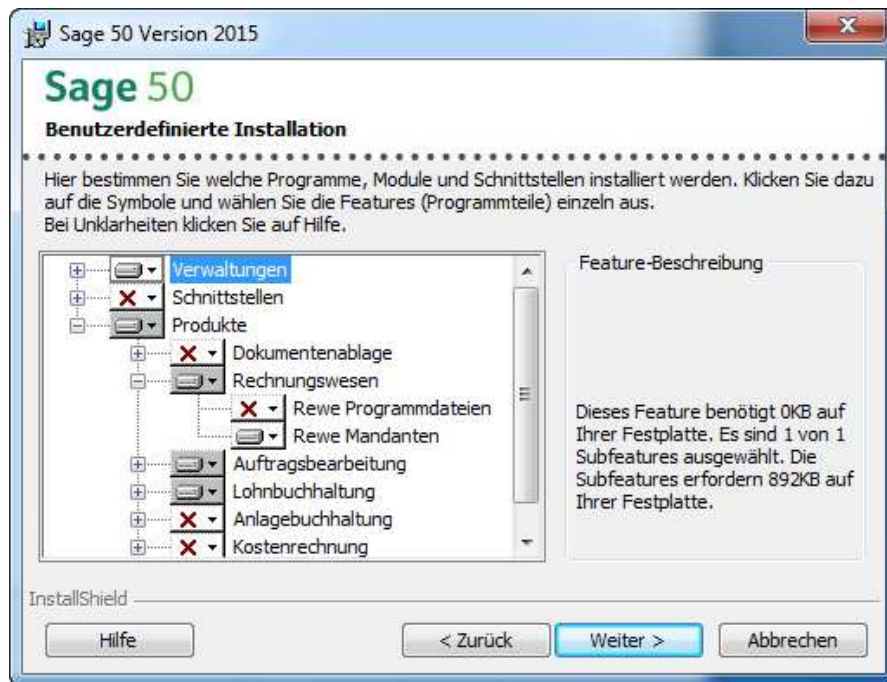 Sage 50 Version 2015
Sage 50
Benutzerdefinierte Installation
Hier bestimmen Sie welche Programme, Module und Schnittstellen installiert werden. Klicken Sie dazu
auf die Symbole und wählen Sie die Features (Programmteile) einzeln aus.
Bei Unklarheiten klicken Sie auf Hilfe.
Verwaltungen
Schnittstellen
Produkte
Dokumentenablage
Rechnungswesen
Rewe Programmdateien
Rewe Mandanten
Auftragsbearbeitung
Lohnbuchhaltung
Anlagebuchhaltung
Kostenrechnung
Feature-Beschreibung
Dieses Feature benötigt 0KB auf
Ihrer Festplatte. Es sind 1 von 1
Subfeatures ausgewählt. Die
Subfeatures erfordern 892KB auf
Ihrer Festplatte.
InstallShield
Hilfe
< Zurück
Weiter >
Abbrechen